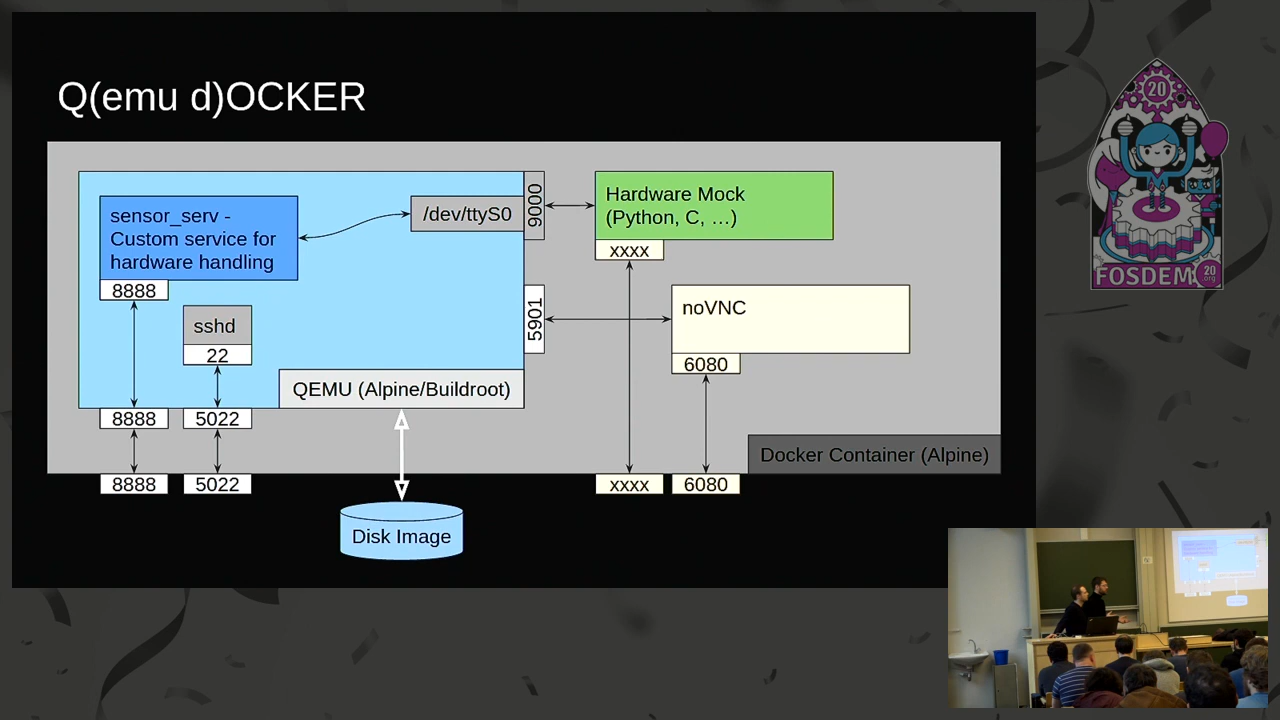 Q(emu d)OCKER
sensor_serv -
Custom service for
hardware handling
8888
sshd
22
/dev/ttyS0
9000
5901
QEMU (Alpine/Buildroot)
8888
5022
Hardware Mock
(Python, C, …)
xxxx
noVNC
6080
Docker Container (Alpine)
8888
5022
xxxx
6080
Disk Image
20
FOSDEM
20
.org